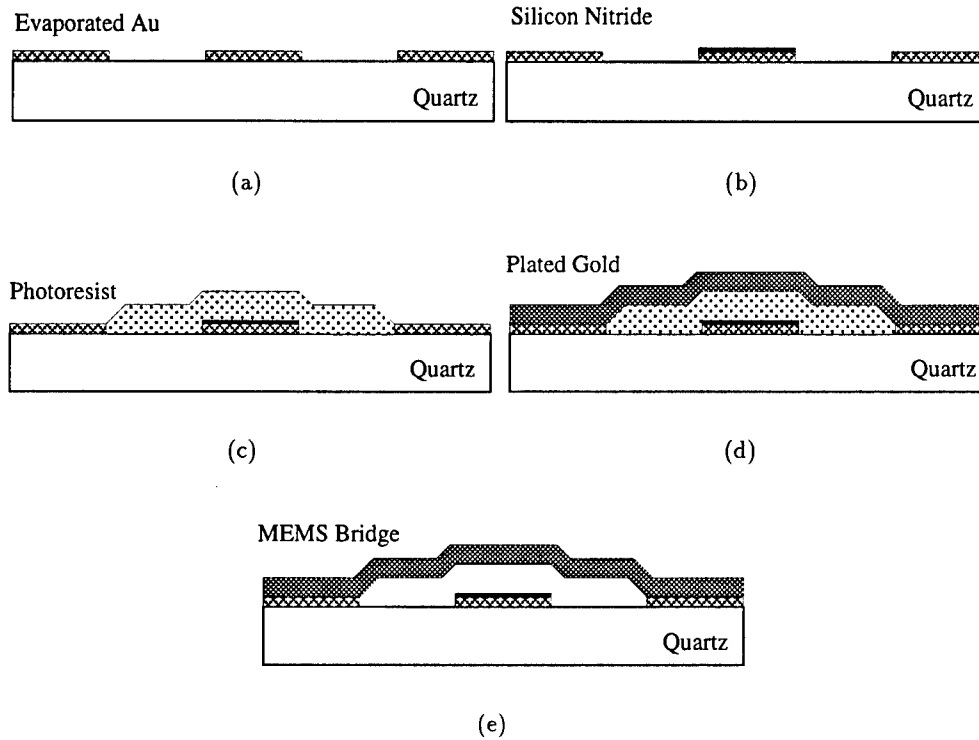 Evaporated Au
Quartz
(a)
Silicon Nitride
Quartz
(b)
Photoresist
Quartz
(c)
Plated Gold
Quartz
(d)
MEMS Bridge
Quartz
(e)